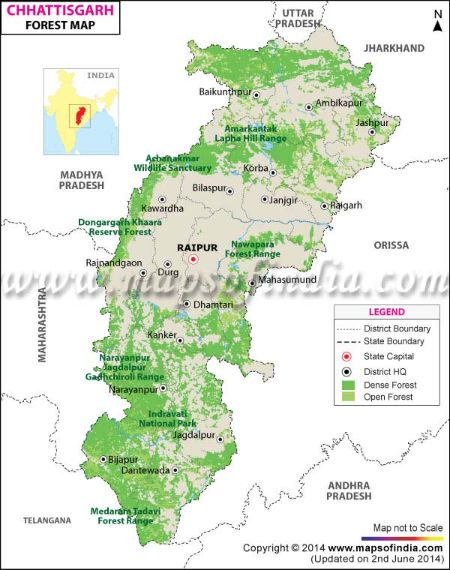 CHHATTISGARH
FOREST MAP
UTTAR
PRADESH
N
JHARKHAND
INDIA
Baikunthpur
Ambikapur
Jashpur
Amarkantak
Lapha Hill Range
Achanakmar
Wildlife Sanctuary
Korba
MADHYA
PRADESH
Bilaspur
Kawardha
Janjgir
Raigarh
Dongargarh Khaara
Reserve Forest
RAIPUR
Nawapara
Forest Range
ORISSA
Rajnandgaon
Durg
Mahasumund
www.mapsofindia.com
Dhamtari
MAHARASHTRA
Kanker
LEGEND
District Boundary
State Boundary
State Capital
District HQ
Dense Forest
Open Forest
Narayanpur
Jagdalpur
Gadhchiroli Range
Narayanpur
Indravati
National Park
Jagdalpur
Bijapur
Dantewada
ANDHRA
PRADESH
Medaram Tadavi
Forest Range
TELANGANA
Map not to Scale
Copyright © 2014 www.mapsofindia.com
(Updated on 2nd June 2014)